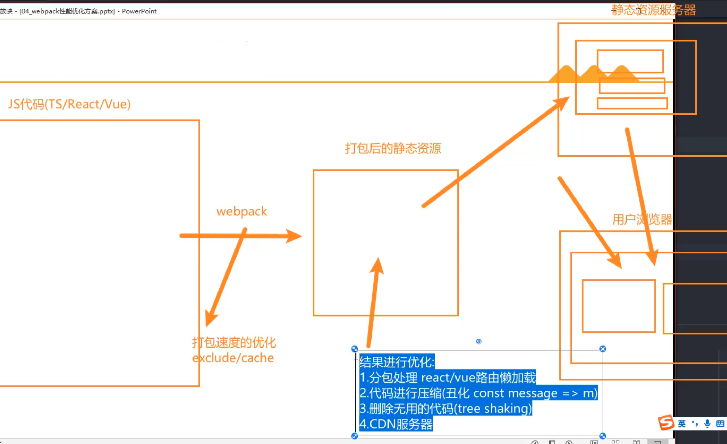 放映 - [04_webpack性能优化方案.pptx] - PowerPoint
静态资源服务器
JS代码(TS/React/Vue)
打包后的静态资源
webpack
用户浏览器
打包速度的优化
exclude/cache
结果进行优化:
1.分包处理 react/vue路由懒加载
2.代码进行压缩(丑化 const message => m)
3.删除无用的代码(tree shaking)
4.CDN服务器
英